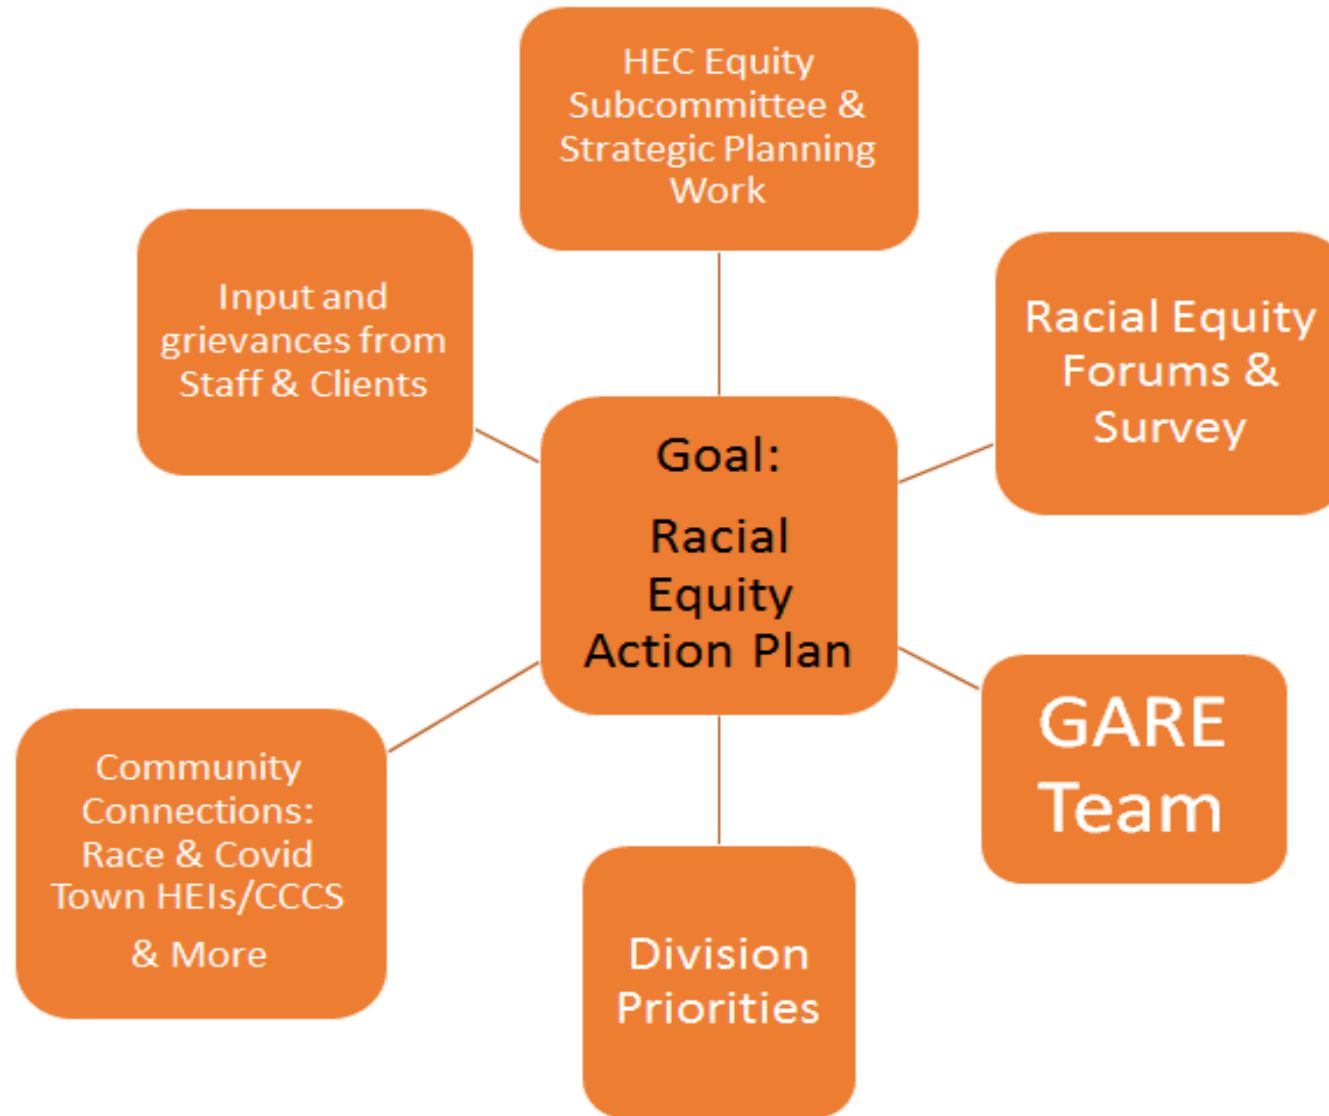 HEC Equity
Subcommittee &
Strategic Planning
Work
Input and
grievances from
Staff & Clients
Racial Equity
Forums &
Survey
Goal:
Racial
Equity
Action Plan
GARE
Team
Community
Connections:
Race & Covid
Town HEIs/CCCS
& More
Division
Priorities